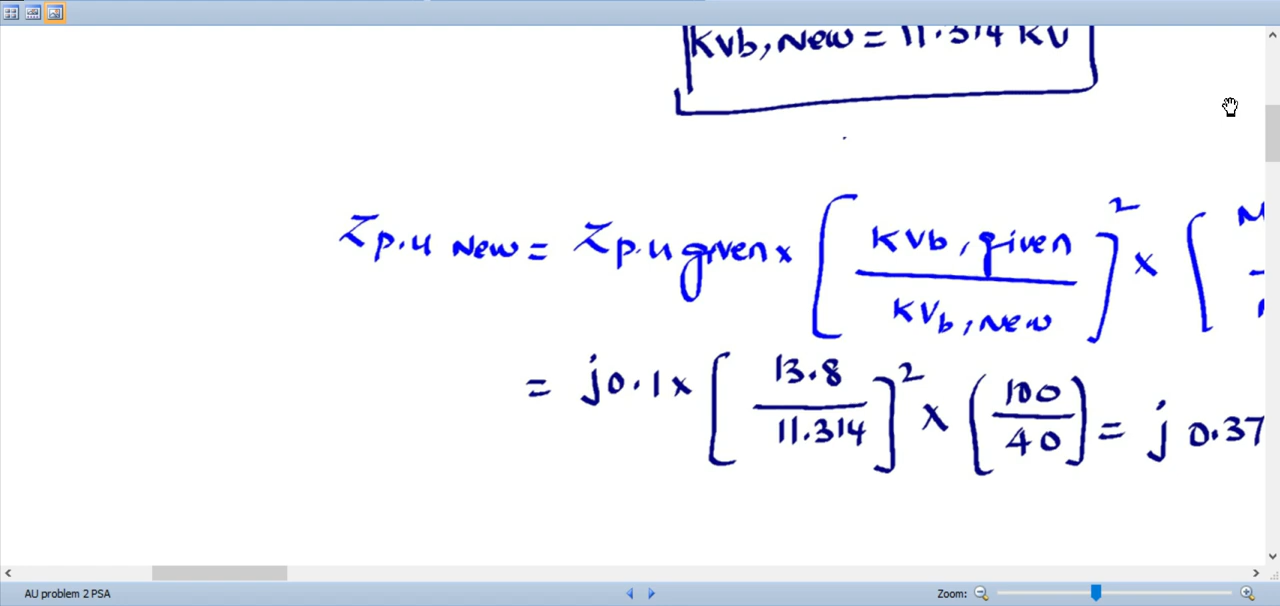 KVb, New = 11.314 KV
Zp.u New = Zp.u given x [ KVb, given / KVb, New ]² x [
= j0.1 x [ 13.8 / 11.314 ]² x ( 100 / 40 ) = j 0.37
AU problem 2 PSA Zoom: